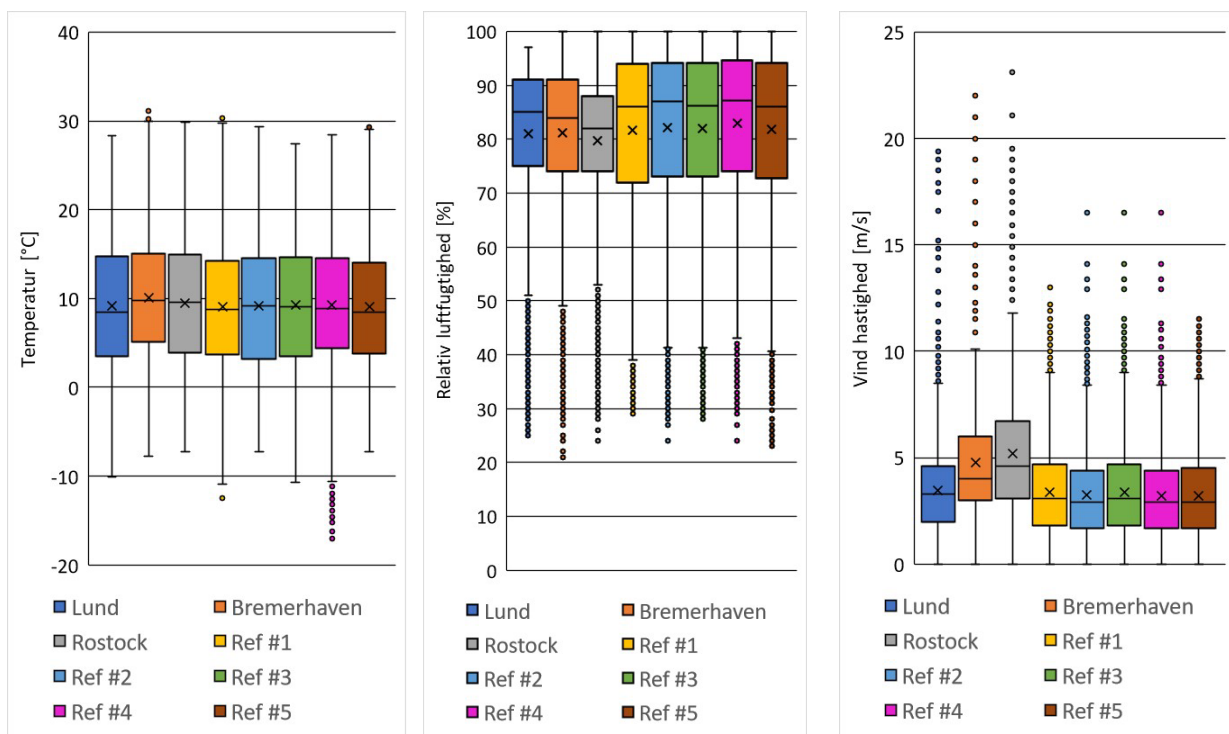 40
30
20
10
0
-10
-20
Temperatur [°C]
Lund Bremerhaven
Rostock Ref #1
Ref #2 Ref #3
Ref #4 Ref #5
100
90
80
70
60
50
40
30
20
10
0
Relativ luftfugtighed [%]
Lund Bremerhaven
Rostock Ref #1
Ref #2 Ref #3
Ref #4 Ref #5
25
20
15
10
5
0
Vind hastighed [m/s]
Lund Bremerhaven
Rostock Ref #1
Ref #2 Ref #3
Ref #4 Ref #5